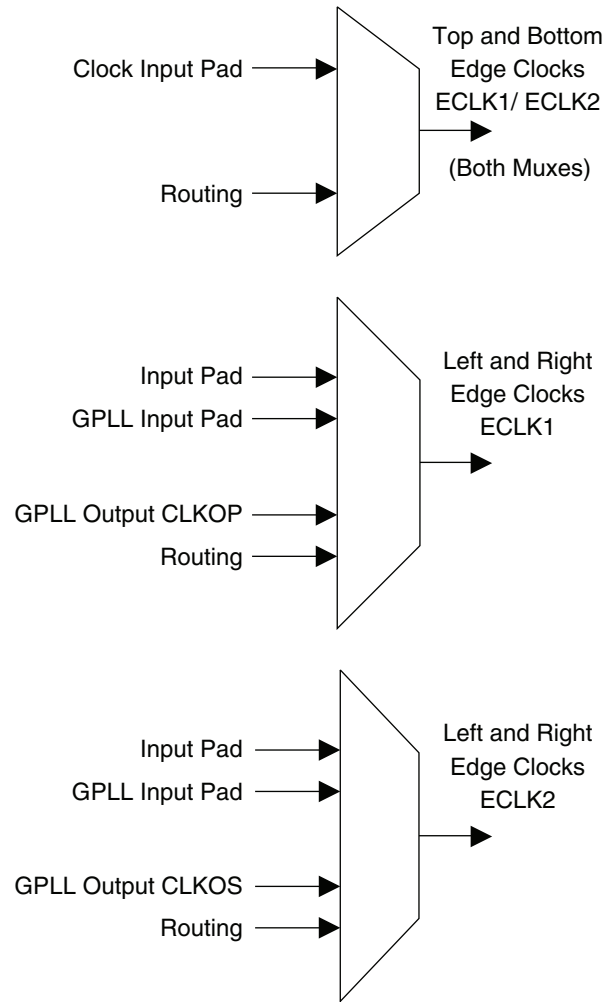 Clock Input Pad
Routing
Top and Bottom
Edge Clocks
ECLK1/ ECLK2
(Both Muxes)
Input Pad
GPLL Input Pad
GPLL Output CLKOP
Routing
Left and Right
Edge Clocks
ECLK1
Input Pad
GPLL Input Pad
GPLL Output CLKOS
Routing
Left and Right
Edge Clocks
ECLK2